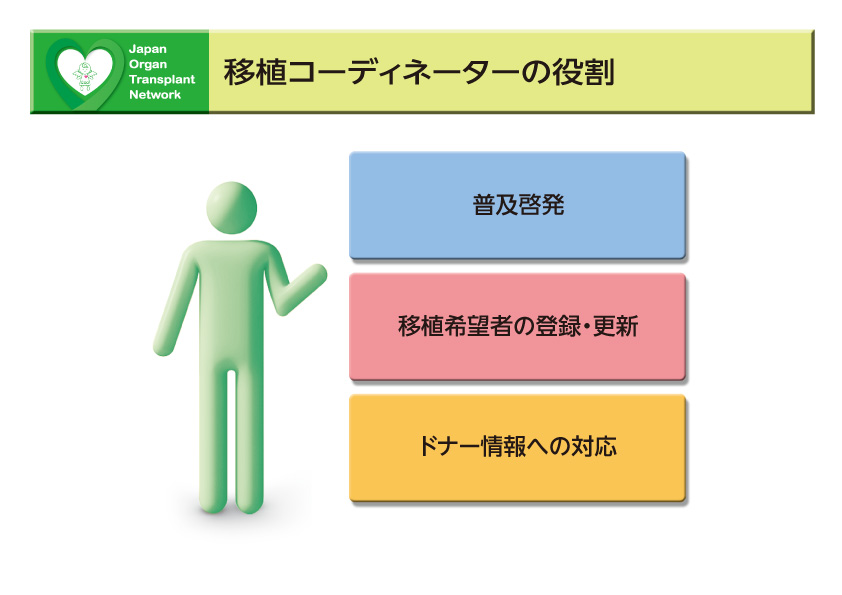 Japan
Organ
Transplant
Network
移植コーディネーターの役割
普及啓発
移植希望者の登録・更新
ドナー情報への対応